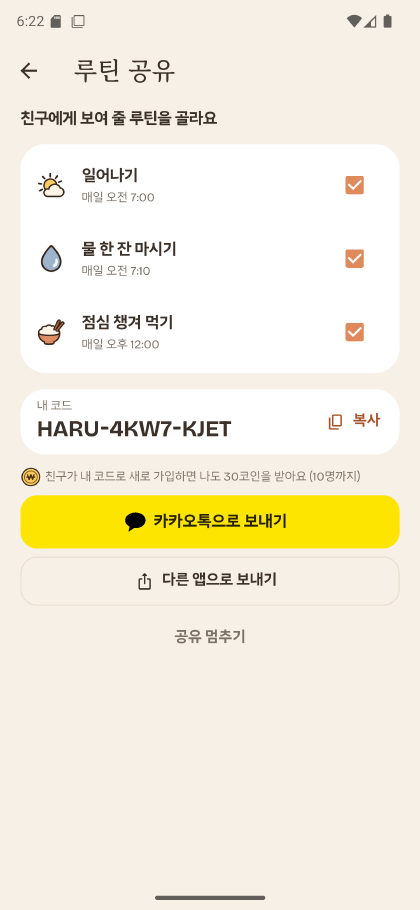 6:22
루틴 공유
친구에게 보여 줄 루틴을 골라요
일어나기
매일 오전 7:00
물 한 잔 마시기
매일 오전 7:10
점심 챙겨 먹기
매일 오후 12:00
내 코드
HARU-4KW7-KJET
복사
친구가 내 코드로 새로 가입하면 나도 30코인을 받아요 (10명까지)
카카오톡으로 보내기
다른 앱으로 보내기
공유 멈추기